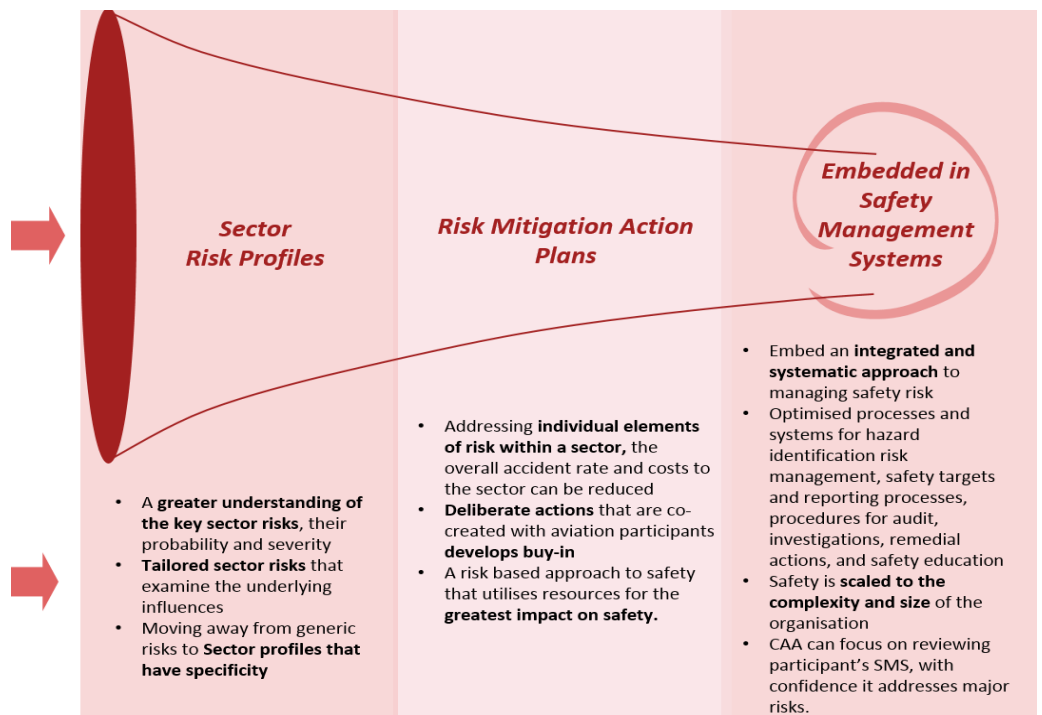 Sector
Risk Profiles
Risk Mitigation Action
Plans
Embedded in
Safety
Management
Systems
• A greater understanding of
the key sector risks, their
probability and severity
• Tailored sector risks that
examine the underlying
influences
• Moving away from generic
risks to Sector profiles that
have specificity
• Addressing individual elements
of risk within a sector, the
overall accident rate and costs to
the sector can be reduced
• Deliberate actions that are co-
created with aviation participants
develops buy-in
• A risk based approach to safety
that utilises resources for the
greatest impact on safety.
• Embed an integrated and
systematic approach to
managing safety risk
• Optimised processes and
systems for hazard
identification risk
management, safety targets
and reporting processes,
procedures for audit,
investigations, remedial
actions, and safety education
• Safety is scaled to the
complexity and size of the
organisation
• CAA can focus on reviewing
participant’s SMS, with
confidence it addresses major
risks.